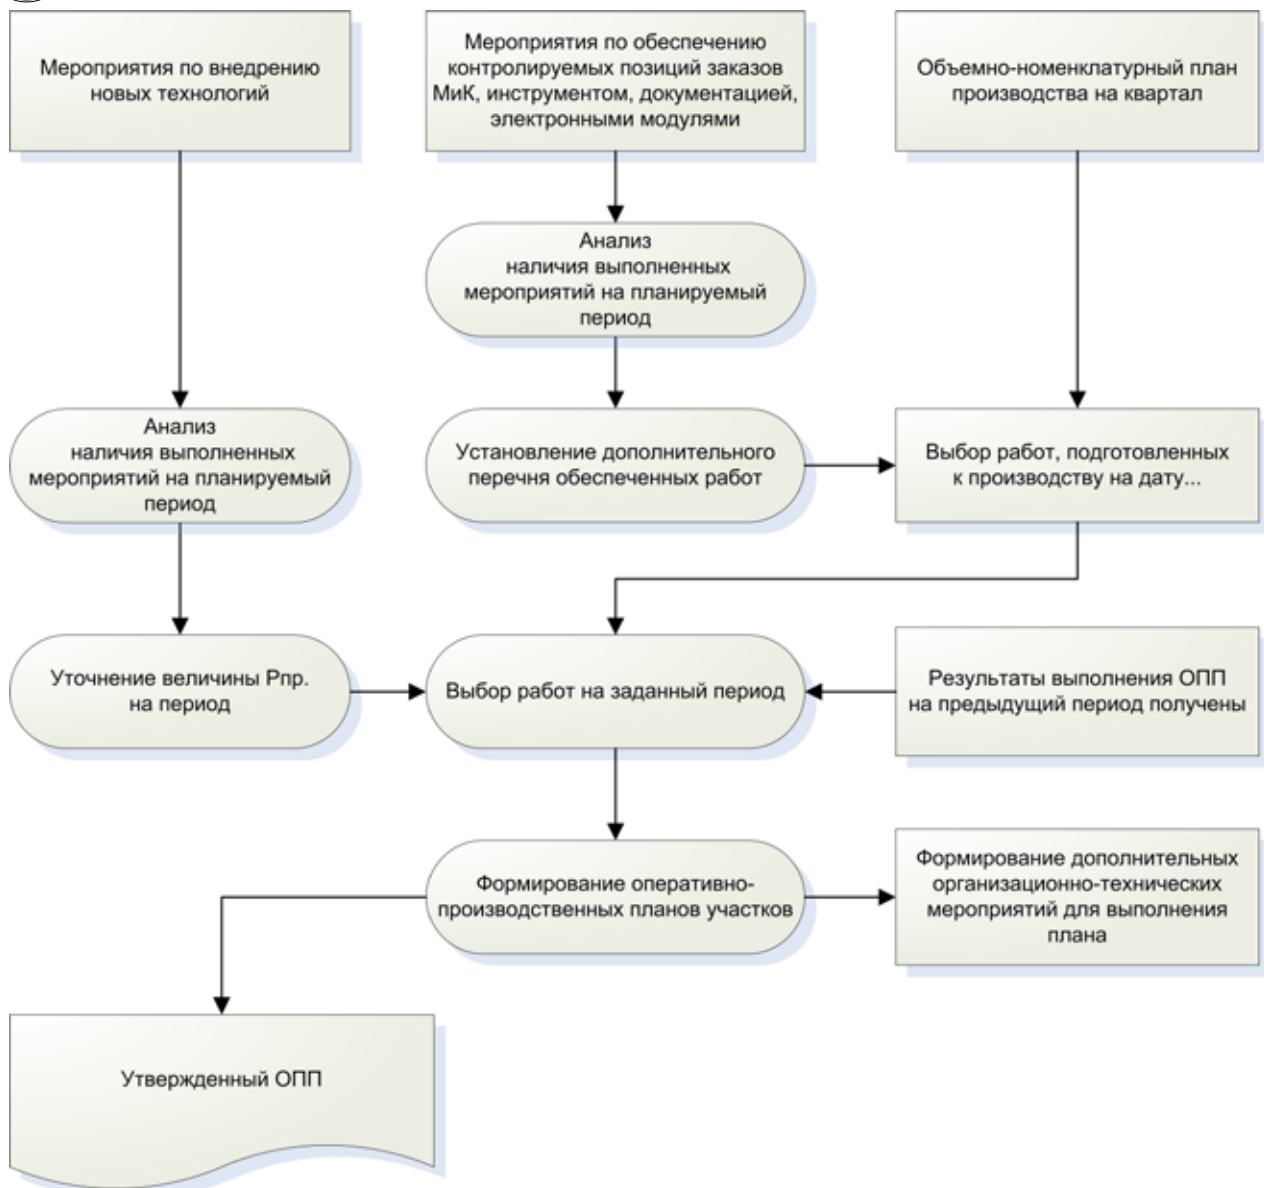 Мероприятия по внедрению
новых технологий
Мероприятия по обеспечению
контролируемых позиций заказов
МиК, инструментом, документацией,
электронными модулями
Объемно-номенклатурный план
производства на квартал
Анализ
наличия выполненных
мероприятий на планируемый
период
Анализ
наличия выполненных
мероприятий на планируемый
период
Установление дополнительного
перечня обеспеченных работ
Выбор работ, подготовленных
к производству на дату...
Уточнение величины Рпр.
на период
Выбор работ на заданный период
Результаты выполнения ОПП
на предыдущий период получены
Формирование оперативно-
производственных планов участков
Формирование дополнительных
организационно-технических
мероприятий для выполнения
плана
Утвержденный ОПП